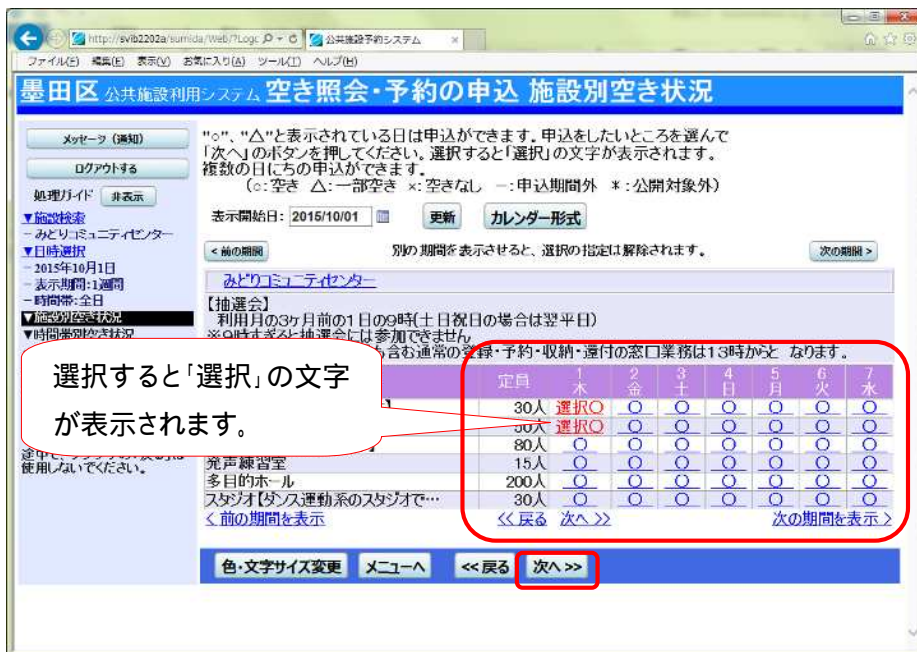 http://svib2202a/sumida/Web/?Logc
公共施設予約システム
ファイル(F) 編集(E) 表示(V) お気に入り(A) ツール(T) ヘルプ(H)
墨田区 公共施設利用システム 空き照会・予約の申込 施設別空き状況
メッセージ (通知)
ログアウトする
処理ガイド 非表示
▼施設検索
－みどりコミュニティセンター
▼日時選択
－2015年10月1日
－表示期間:1週間
－時間帯:全日
▼施設別空き状況
▼時間帯別空き状況
使用しないでください。
"○"、"△"と表示されている日は申込ができます。申込をしたいところを選んで
「次へ」のボタンを押してください。選択すると「選択」の文字が表示されます。
複数の日にちの申込ができます。
(○:空き △:一部空き ×:空きなし －:申込期間外 ＊:公開対象外)
表示開始日: 2015/10/01 更新 カレンダー形式
< 前の期間 別の期間を表示させると、選択の指定は解除されます。 次の期間 >
みどりコミュニティセンター
【抽選会】
利用月の3ヶ月前の1日の9時(土日祝日の場合は翌平日)
※9時すぎると抽選会には参加できません
も含む通常の登録・予約・収納・還付の窓口業務は13時からと なります。
選択すると「選択」の文字
が表示されます。
定員 1 木 2 金 3 土 4 日 5 月 6 火 7 水
30人 選択○ ○ ○ ○ ○ ○ ○
30人 選択○ ○ ○ ○ ○ ○ ○
80人 ○ ○ ○ ○ ○ ○ ○
発声練習室 15人 ○ ○ ○ ○ ○ ○ ○
多目的ホール 200人 ○ ○ ○ ○ ○ ○ ○
スタジオ【ダンス運動系のスタジオで… 30人 ○ ○ ○ ○ ○ ○ ○
< 前の期間を表示 << 戻る 次へ >> 次の期間を表示 >
色・文字サイズ変更 メニューへ <<戻る 次へ >>